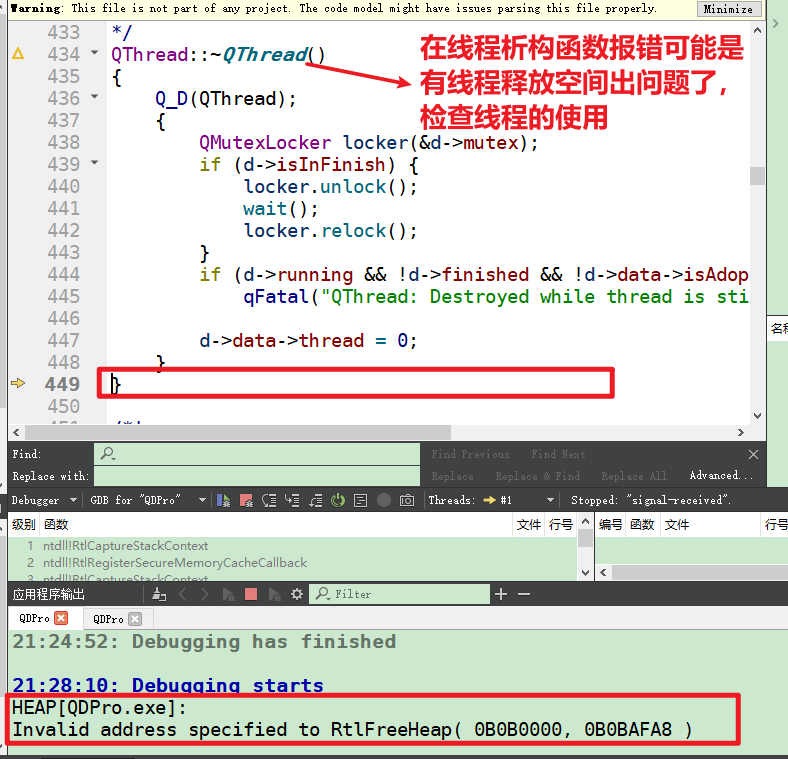 Warning: This file is not part of any project. The code model might have issues parsing this file properly.
Minimize
433 */
434 QThread::~QThread()
435 {
436 Q_D(QThread);
437 {
438 QMutexLocker locker(&d->mutex);
439 if (d->isInFinish) {
440 locker.unlock();
441 wait();
442 locker.relock();
443 }
444 if (d->running && !d->finished && !d->data->isAdop
445 qFatal("QThread: Destroyed while thread is sti
446
447 d->data->thread = 0;
448 }
449 }
450
在线程析构函数报错可能是
有线程释放空间出问题了，
检查线程的使用
Find:
Find Previous Find Next
Replace with:
Replace Replace & Find Replace All Advanced...
Debugger GDB for "QDPro" Threads: #1 Stopped: "signal-received".
级别 函数 文件 行号 编号 函数 文件 行号
1 ntdll!RtlCaptureStackContext
2 ntdll!RtlRegisterSecureMemoryCacheCallback
3 ntdll!RtlCaptureStackContext
应用程序输出 Filter
QDPro QDPro
21:24:52: Debugging has finished
21:28:10: Debugging starts
HEAP[QDPro.exe]:
Invalid address specified to RtlFreeHeap( 0B0B0000, 0B0BAFA8 )